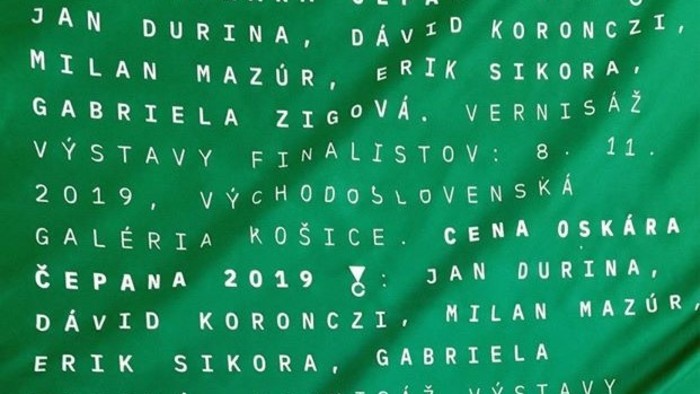 JAN DURINA, DÁVID KORONCZI,
MILAN MAZÚR, ERIK SIKORA,
GABRIELA ZIGOVÁ. VERNISÁŽ
VÝSTAVY FINALISTOV: 8. 11.
2019, VÝCHODOSLOVENSKÁ
GALÉRIA KOŠICE. CENA OSKÁRA
ČEPANA 2019 : JAN DURINA,
DÁVID KORONCZI, MILAN MAZÚR,
ERIK SIKORA, GABRIELA
VÝSTAVY